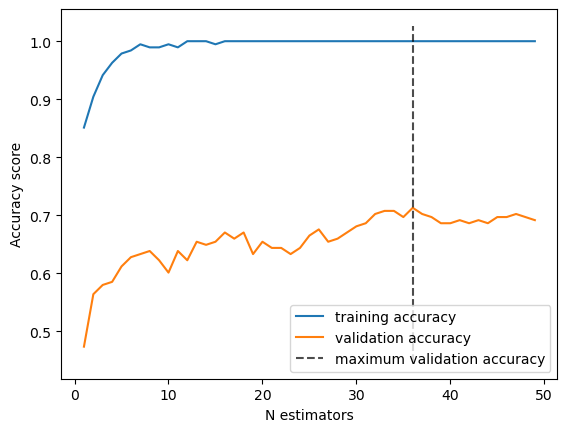 1.0
0.9
0.8
0.7
0.6
0.5
Accuracy score
training accuracy
validation accuracy
maximum validation accuracy
0 10 20 30 40 50
N estimators